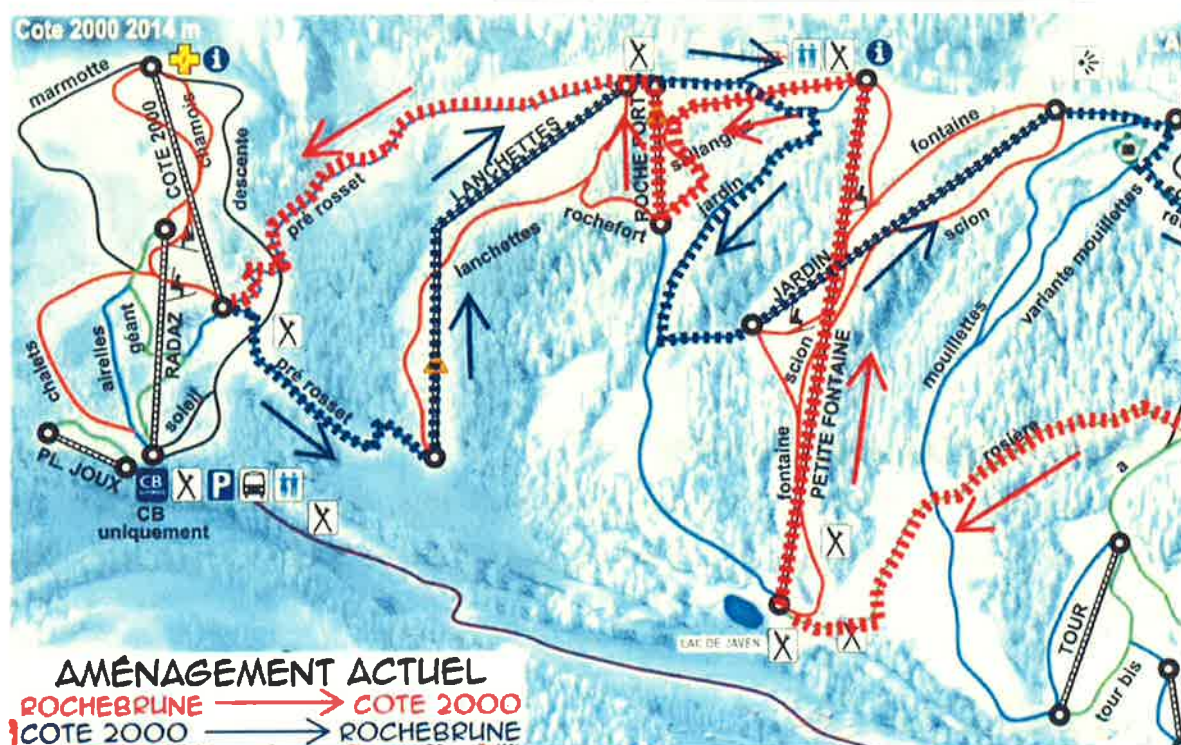 Cote 2000 2014 m
marmotte
COTE 2000
chamois
descente
pré rosset
LANCHETTES
lanchettes
rochefort
ROCHE FORT
sallanges
jardin
JARDIN
fontaine
scion
scion
fontaine
PETITE FONTAINE
mouillettes
variante mouillettes
rosière
a
TOUR
tour bis
chalets
airelles
géant
RADAZ
soleil
pré rosset
PL. JOUX
CB
P
CB
uniquement
LAC DE JAVEN
AMÉNAGEMENT ACTUEL
ROCHEBRUNE COTE 2000
COTE 2000 ROCHEBRUNE